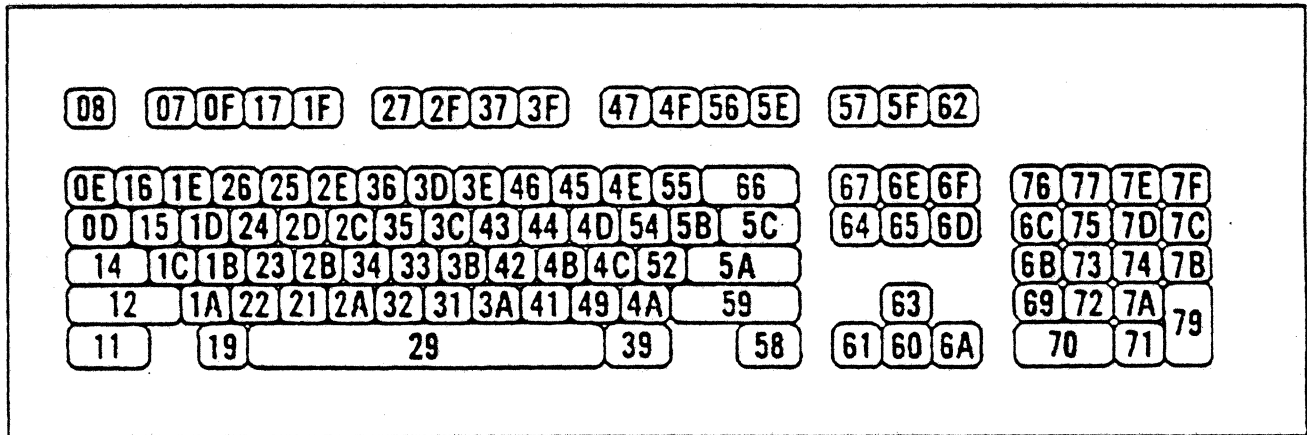 08 07 0F 17 1F 27 2F 37 3F 47 4F 56 5E 57 5F 62
0E 16 1E 26 25 2E 36 3D 3E 46 45 4E 55 66 67 6E 6F 76 77 7E 7F
0D 15 1D 24 2D 2C 35 3C 43 44 4D 54 5B 5C 64 65 6D 6C 75 7D 7C
14 1C 1B 23 2B 34 33 3B 42 4B 4C 52 5A 6B 73 74 7B
12 1A 22 21 2A 32 31 3A 41 49 4A 59 63 69 72 7A 79
11 19 29 39 58 61 60 6A 70 71